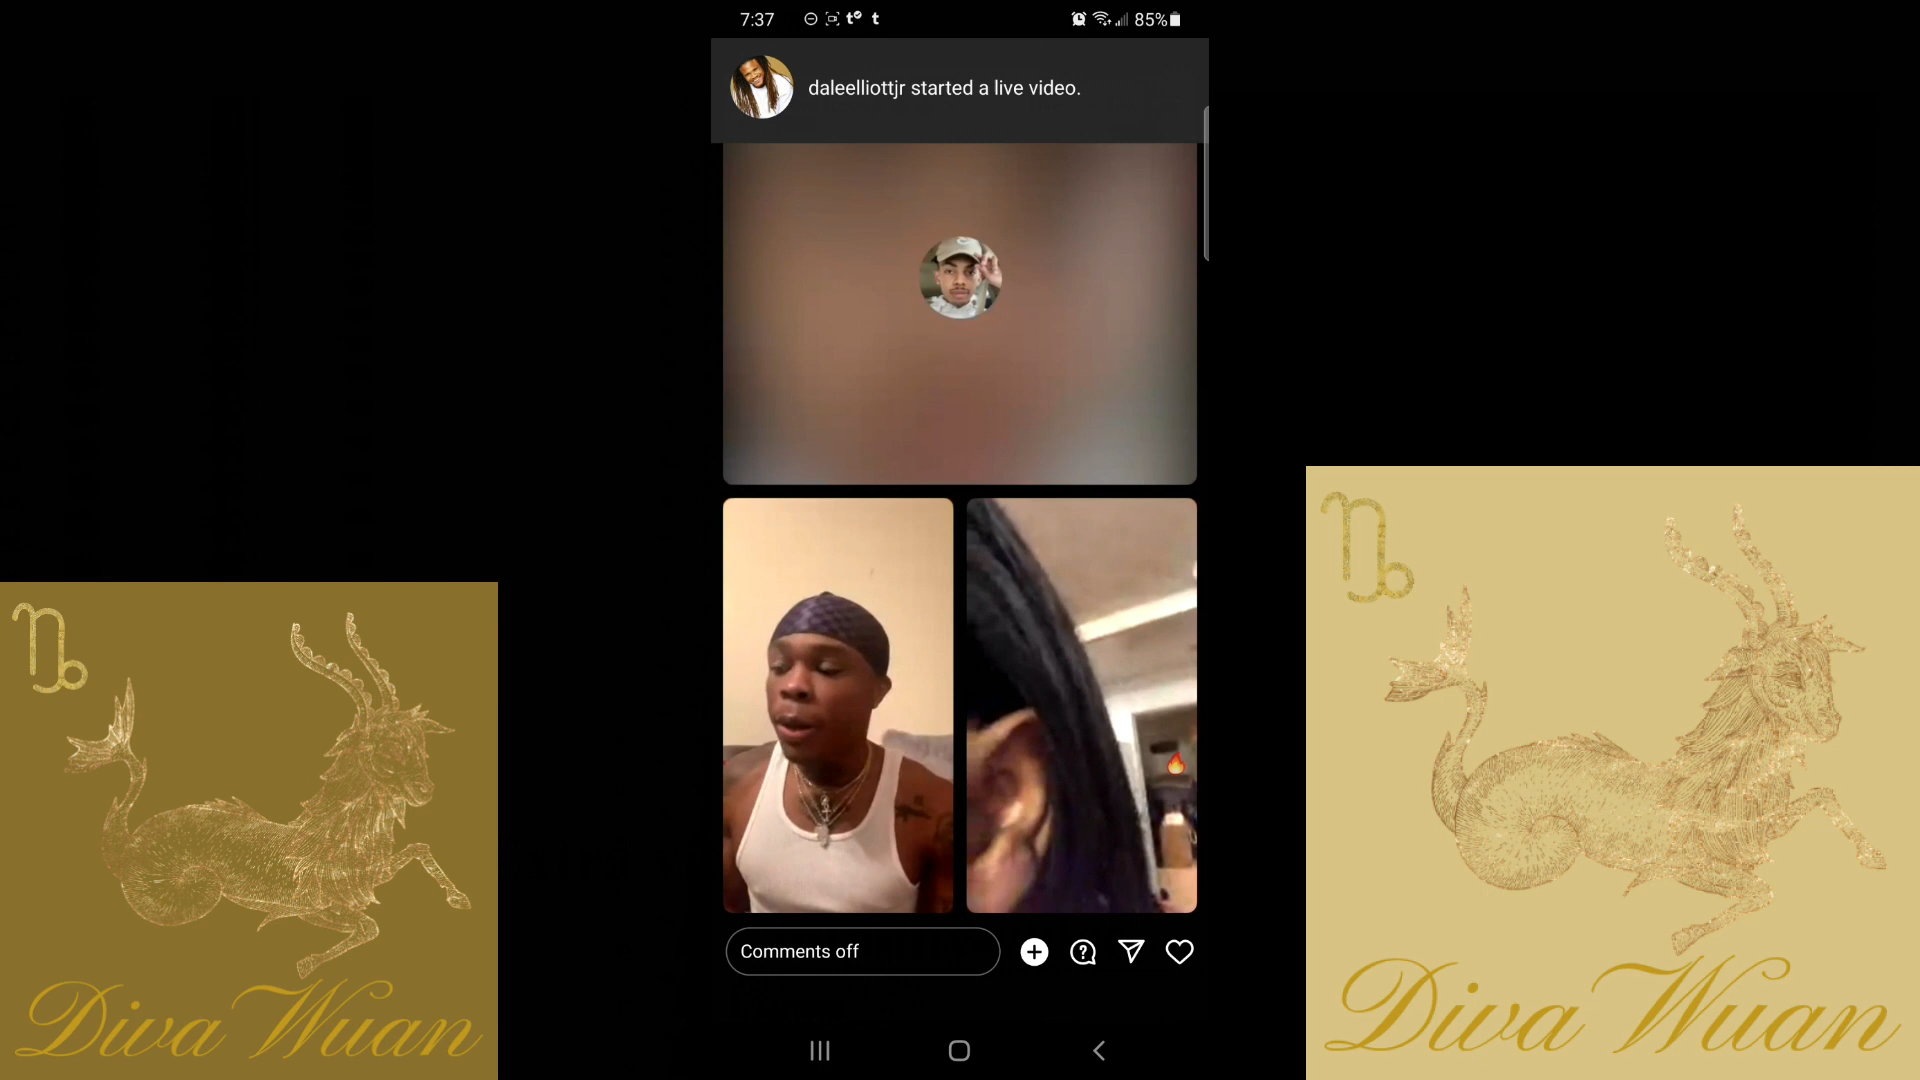 7:37
85%
daleelliottjr started a live video.
Comments off
Diva Wuan
Diva Wuan